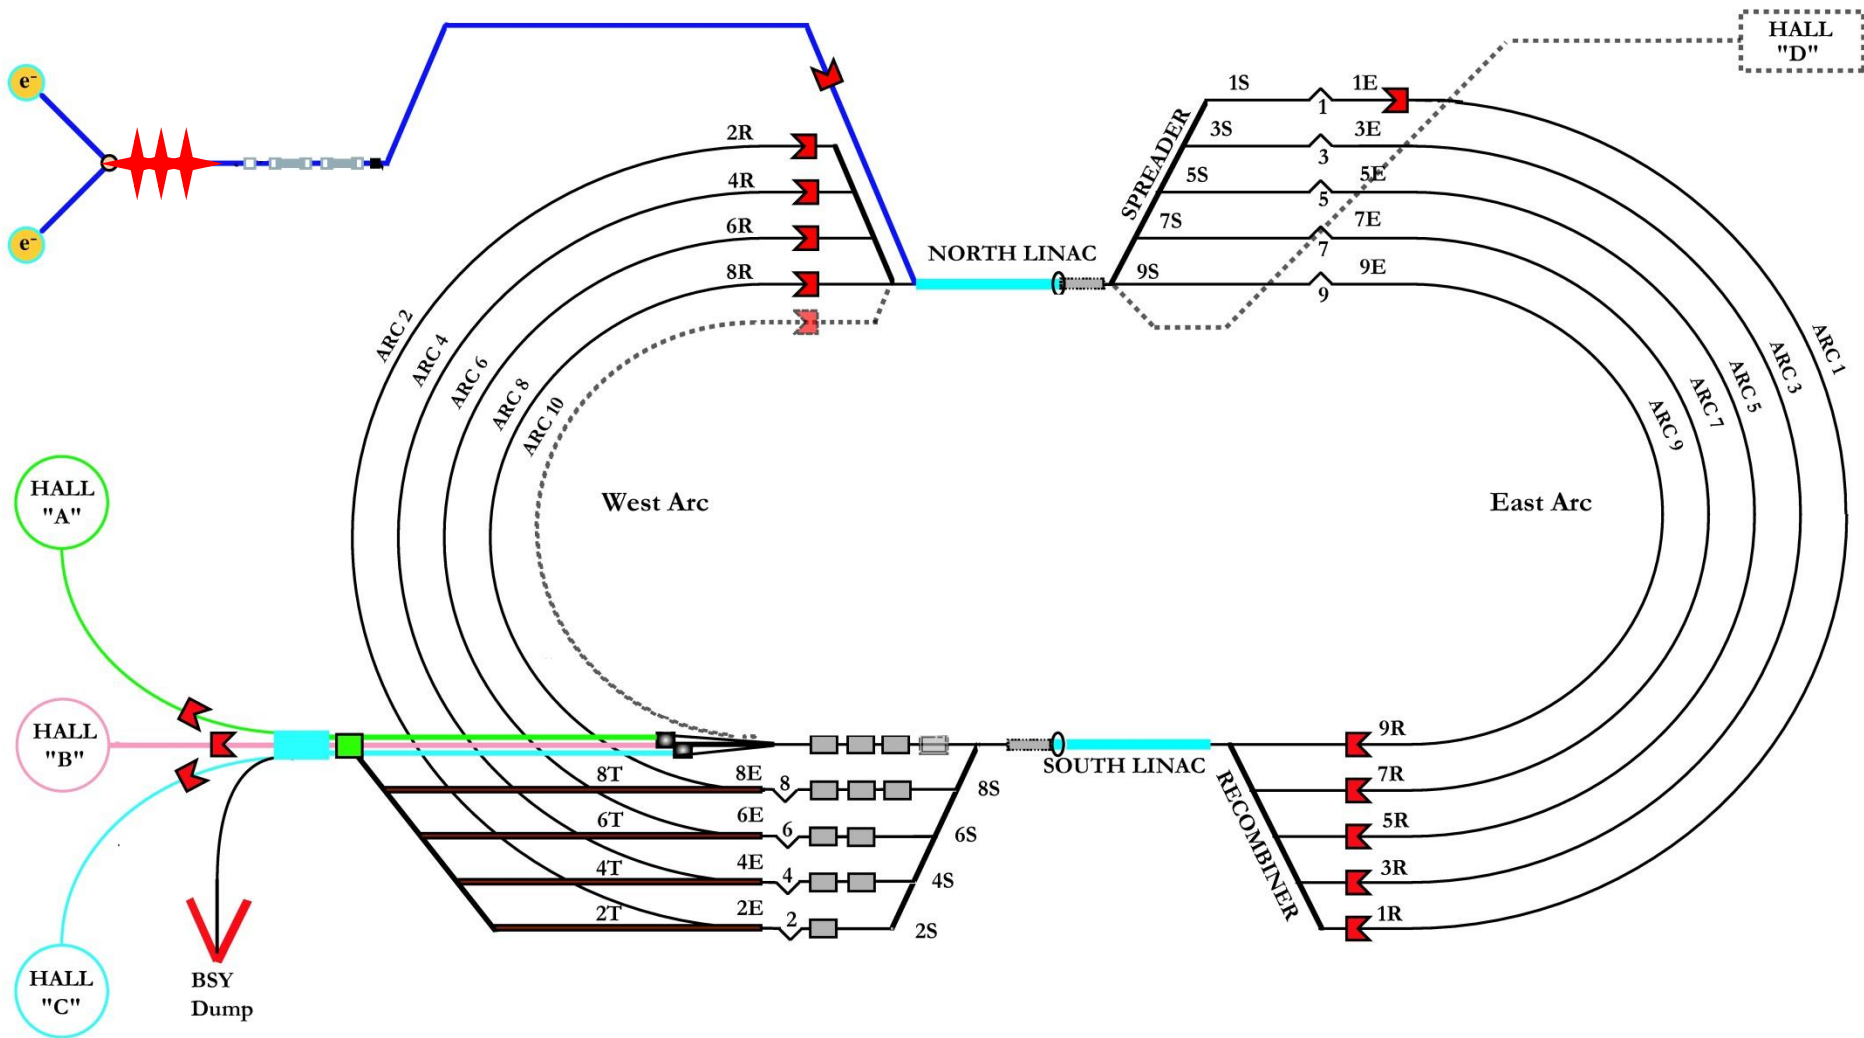 HALL
"D"
e⁻
1S
1E
1
2R
3S
3E
3
4R
5S
5E
5
SPREADER
6R
7S
7E
7
e⁻
NORTH LINAC
8R
9S
9E
9
ARC 2
ARC 4
ARC 6
ARC 8
ARC 10
ARC 1
ARC 3
ARC 5
ARC 7
ARC 9
West Arc
East Arc
HALL
"A"
HALL
"B"
9R
SOUTH LINAC
8T
8E
8
8S
7R
RECOMBINER
6T
6E
6
6S
5R
4T
4E
4
4S
3R
2T
2E
2
2S
1R
HALL
"C"
BSY
Dump